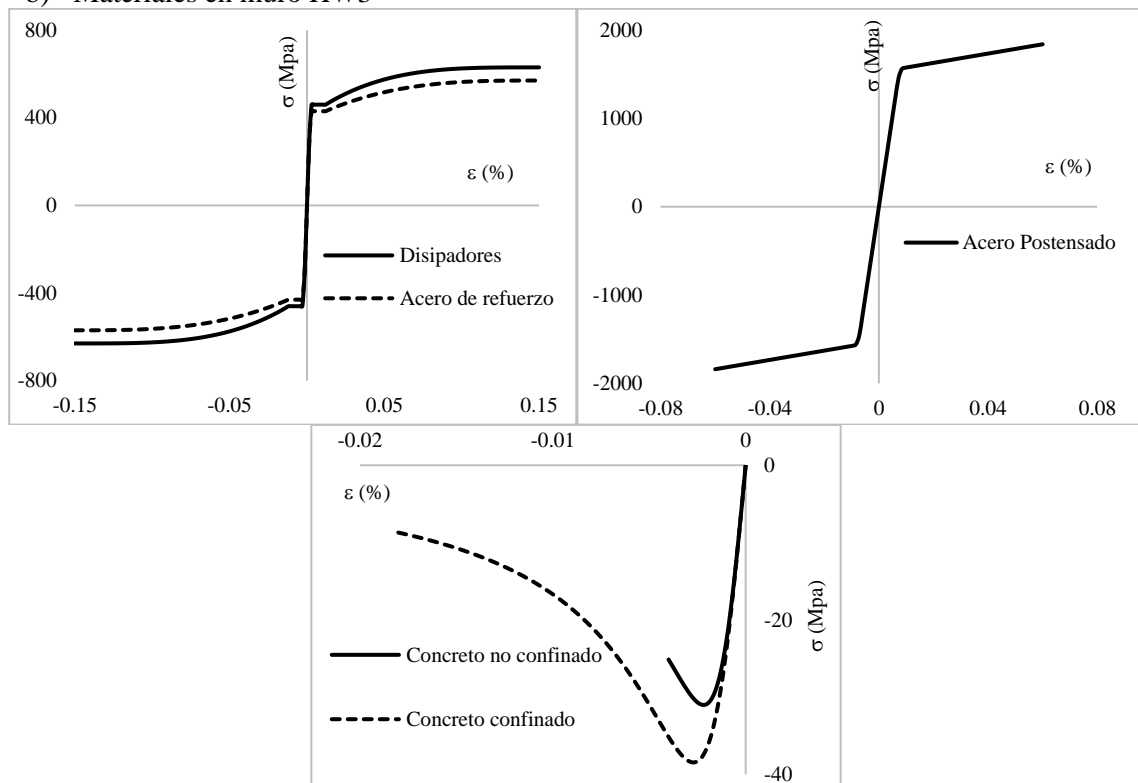 b) Materiales en muro HW3
800
400
0
-400
-800
-0.15
-0.05
0.05
0.15
σ (Mpa)
ε (%)
Disipadores
Acero de refuerzo
2000
1000
0
-1000
-2000
-0.08
-0.04
0
0.04
0.08
σ (Mpa)
ε (%)
Acero Postensado
-0.02
-0.01
0
0
-20
-40
ε (%)
σ (Mpa)
Concreto no confinado
Concreto confinado